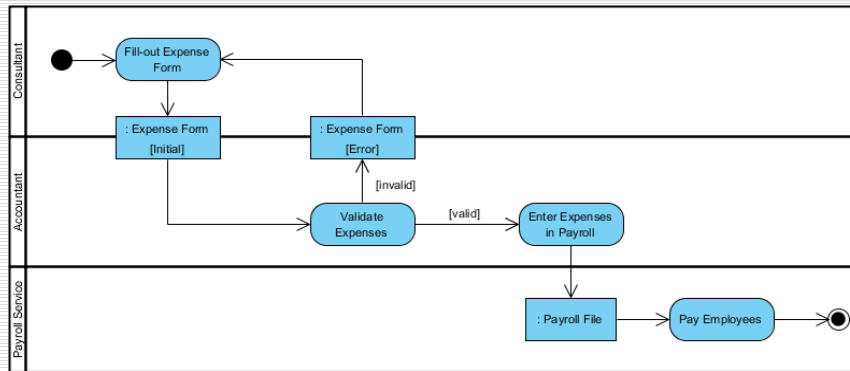 Consultant
Fill-out Expense
Form
: Expense Form
[Initial]
: Expense Form
[Error]
Accountant
[invalid]
Validate
Expenses
[valid]
Enter Expenses
in Payroll
Payroll Service
: Payroll File
Pay Employees